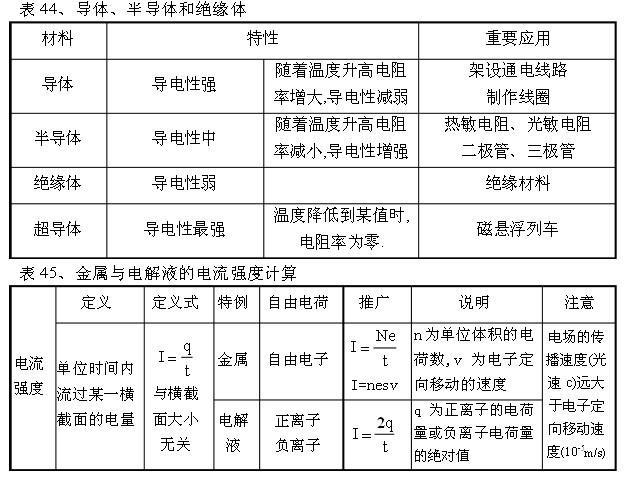 表 44、导体、半导体和绝缘体
材料 特性 重要应用
导体 导电性强 随着温度升高电阻率增大,导电性减弱 架设通电线路 制作线圈
半导体 导电性中 随着温度升高电阻率减小,导电性增强 热敏电阻、光敏电阻 二极管、三极管
绝缘体 导电性弱 绝缘材料
超导体 导电性最强 温度降低到某值时,电阻率为零. 磁悬浮列车
表 45、金属与电解液的电流强度计算
定义 定义式 特例 自由电荷 推广 说明 注意
电流强度
单位时间内流过某一横截面的电量
I=q/t
与横截面大小无关
金属 自由电子 I=Ne/t I=nesv
n 为单位体积的电荷数, v 为电子定向移动的速度
电解液 正离子 负离子 I=2q/t
q 为正离子的电荷量或负离子电荷量的绝对值
电场的传播速度(光速 c)远大于电子定向移动速度(10⁻⁵m/s)